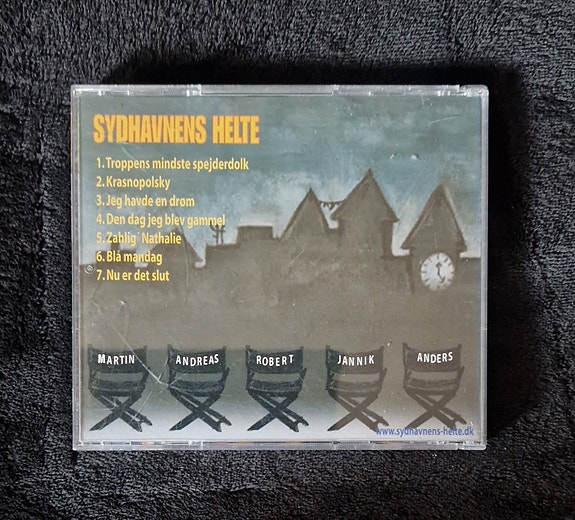 SYDHAVNENS HELTE
1. Troppens mindste spejderdolk
2. Krasnopolsky
3. Jeg havde en drøm
4. Den dag jeg blev gammel
5. Zahlig´ Nathalie
6. Blå mandag
7. Nu er det slut
MARTIN ANDREAS ROBERT JANNIK ANDERS
www.sydhavnens-helte.dk